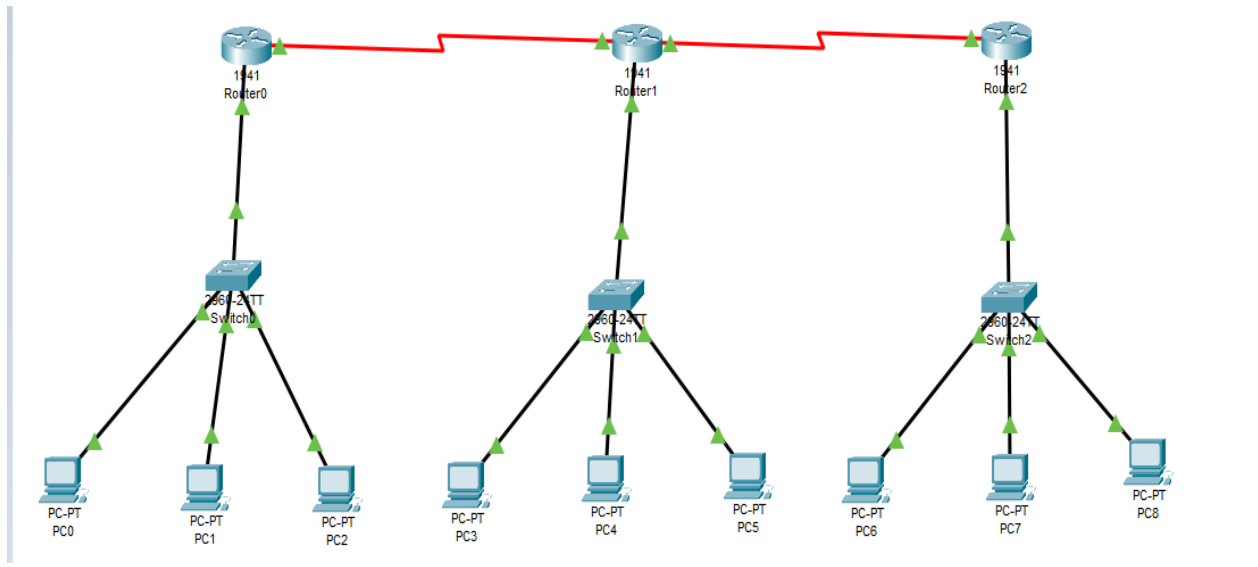 1941
Router0
1941
Router1
1941
Router2
2960-24TT
Switch0
2960-24TT
Switch1
2960-24TT
Switch2
PC-PT
PC0
PC-PT
PC1
PC-PT
PC2
PC-PT
PC3
PC-PT
PC4
PC-PT
PC5
PC-PT
PC6
PC-PT
PC7
PC-PT
PC8